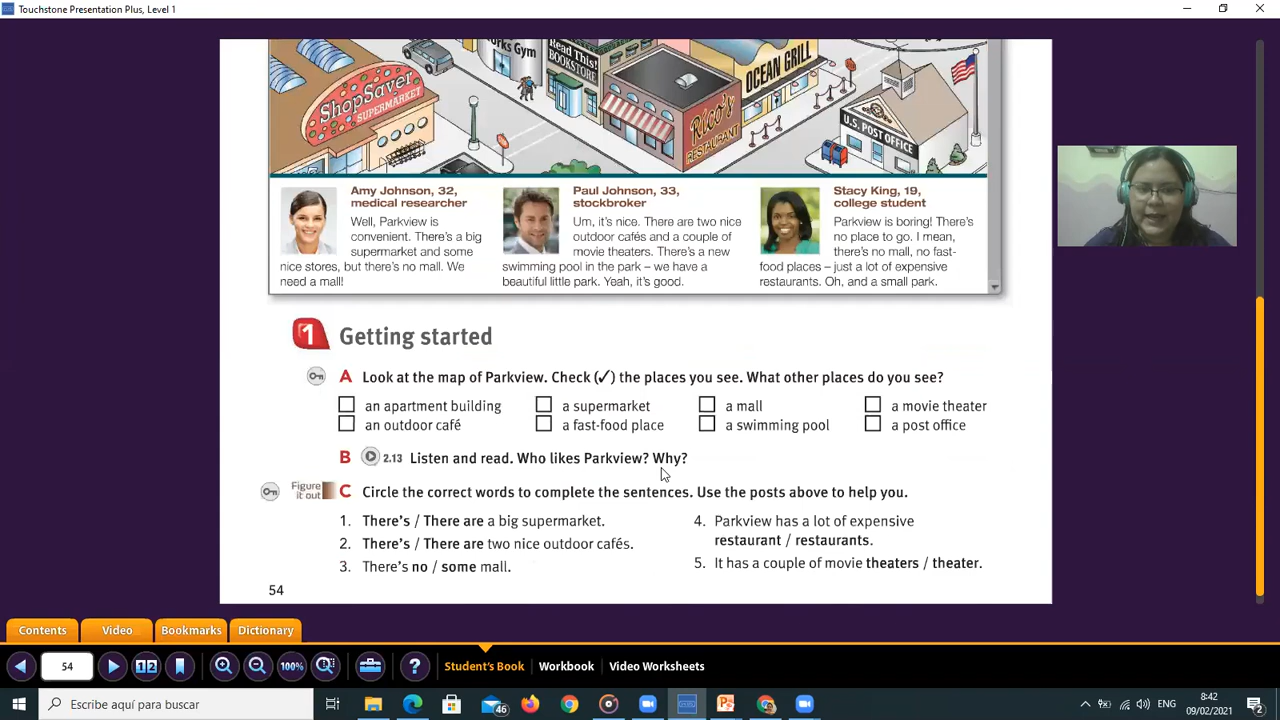 Touchstone Presentation Plus, Level 1
orks Gym
Read This!
BOOKSTORE
OCEAN GRILL
ShopSaver
SUPERMARKET
Rico's
RESTAURANT
U.S. POST OFFICE
Amy Johnson, 32,
medical researcher
Well, Parkview is
convenient. There's a big
supermarket and some
nice stores, but there's no mall. We
need a mall!
Paul Johnson, 33,
stockbroker
Um, it's nice. There are two nice
outdoor cafés and a couple of
movie theaters. There's a new
swimming pool in the park – we have a
beautiful little park. Yeah, it's good.
Stacy King, 19,
college student
Parkview is boring! There's
no place to go. I mean,
there's no mall, no fast-
food places – just a lot of expensive
restaurants. Oh, and a small park.
1 Getting started
A Look at the map of Parkview. Check (✓) the places you see. What other places do you see?
an apartment building a supermarket a mall a movie theater
an outdoor café a fast-food place a swimming pool a post office
B 2.13 Listen and read. Who likes Parkview? Why?
Figure
it out
C Circle the correct words to complete the sentences. Use the posts above to help you.
1. There's / There are a big supermarket.
2. There's / There are two nice outdoor cafés.
3. There's no / some mall.
4. Parkview has a lot of expensive
restaurant / restaurants.
5. It has a couple of movie theaters / theater.
54
Contents Video Bookmarks Dictionary
54 12 100% ? Student's Book Workbook Video Worksheets
Escribe aquí para buscar
46
ENG
8:42
09/02/2021
2